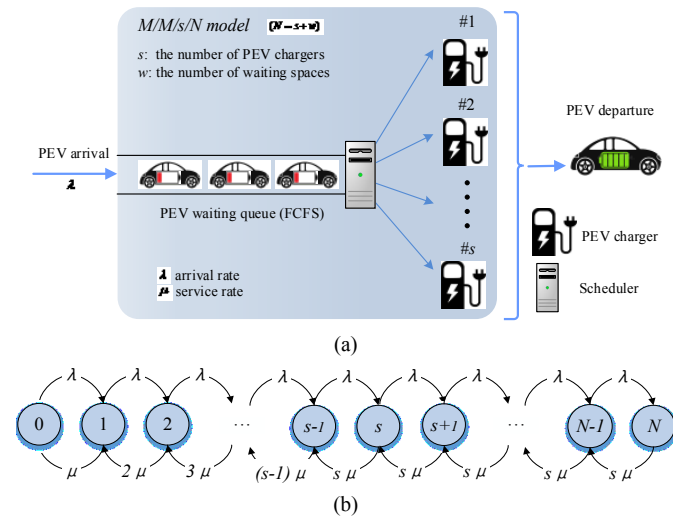 M/M/s/N model (N=s+w)
s: the number of PEV chargers
w: the number of waiting spaces
#1
#2
#s
PEV arrival
λ
PEV waiting queue (FCFS)
λ arrival rate
μ service rate
PEV departure
PEV charger
Scheduler
(a)
λ λ λ λ λ λ λ λ λ
0 1 2 ... s-1 s s+1 ... N-1 N
μ 2 μ 3 μ (s-1) μ s μ s μ s μ s μ s μ
(b)